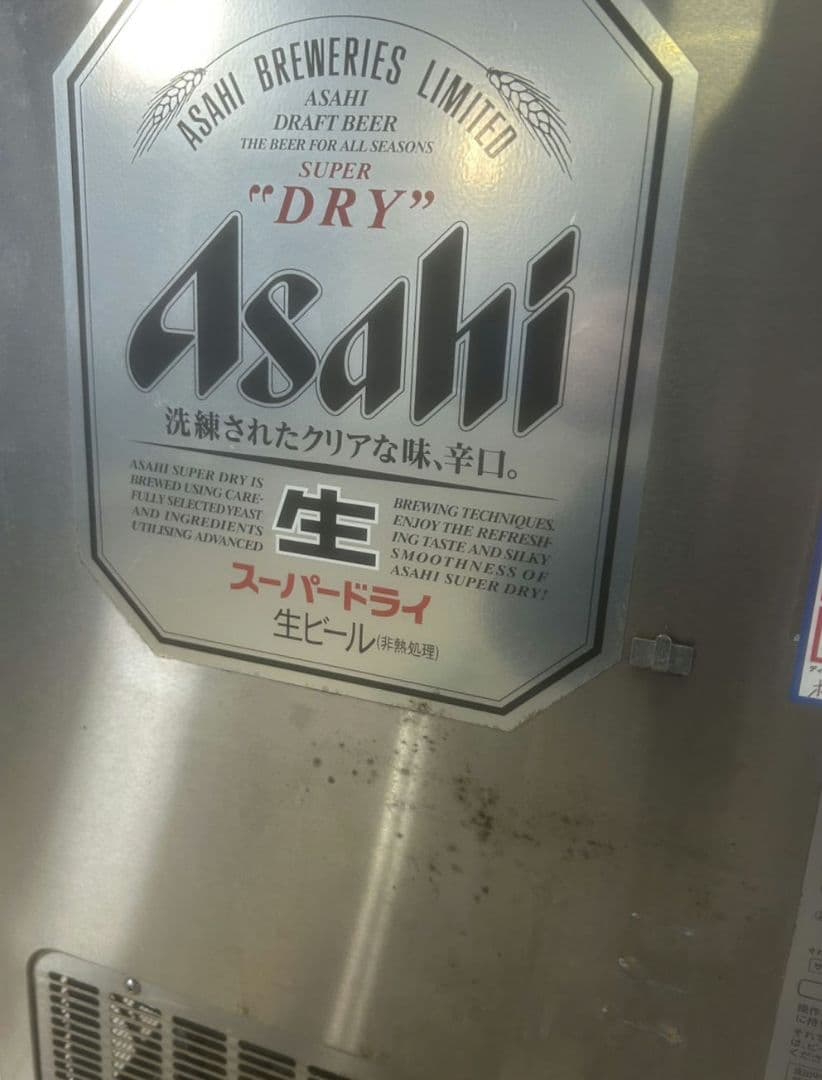 ASAHI BREWERIES LIMITED
ASAHI
DRAFT BEER
THE BEER FOR ALL SEASONS
SUPER
"DRY"
Asahi
洗練されたクリアな味、辛口。
ASAHI SUPER DRY IS
BREWED USING CARE-
FULLY SELECTED YEAST
AND INGREDIENTS
UTILISING ADVANCED
生
BREWING TECHNIQUES.
ENJOY THE REFRESH-
ING TASTE AND SILKY
SMOOTHNESS OF
ASAHI SUPER DRY!
スーパードライ
生ビール(非熱処理)